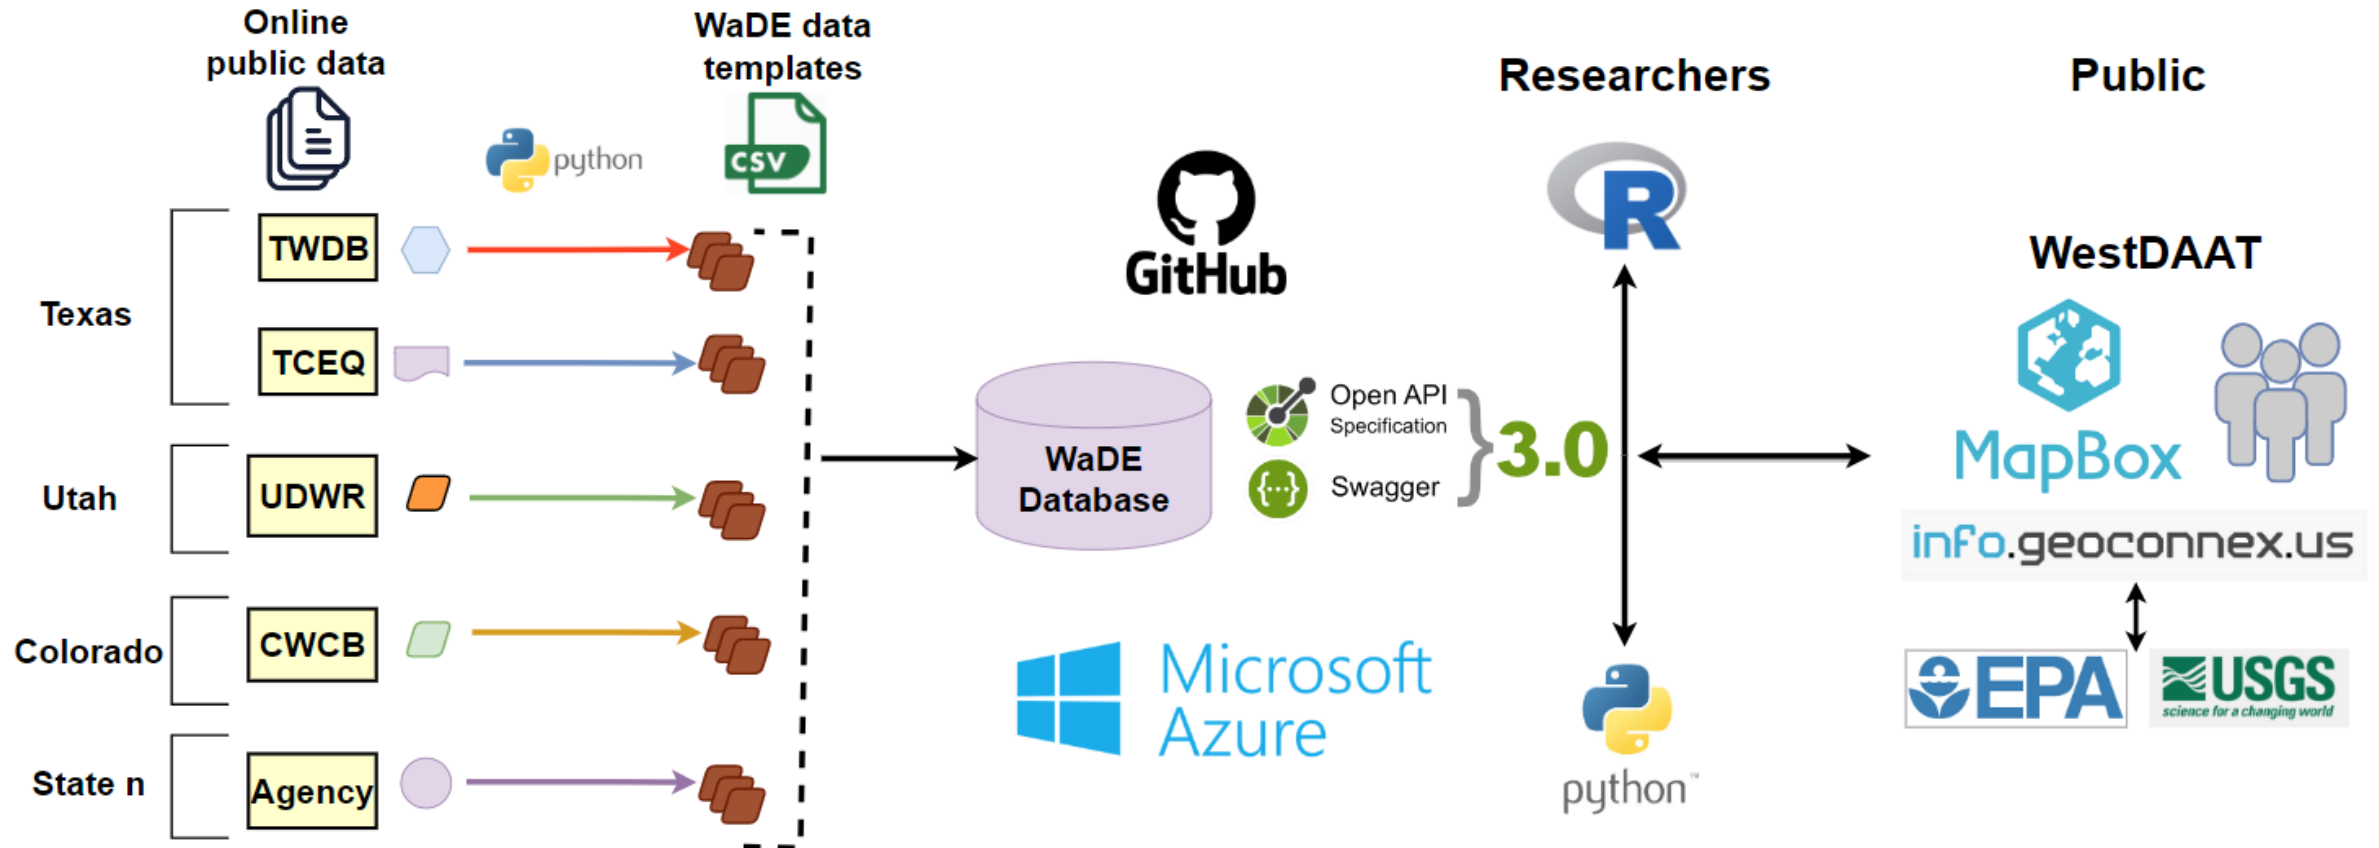 Online
public data
python
WaDE data
templates
CSV
Texas
TWDB
TCEQ
Utah
UDWR
Colorado
CWCB
State n
Agency
GitHub
WaDE
Database
Open API
Specification
Swagger
3.0
Microsoft
Azure
Researchers
R
python™
Public
WestDAAT
MapBox
info.geoconnex.us
EPA
USGS
science for a changing world